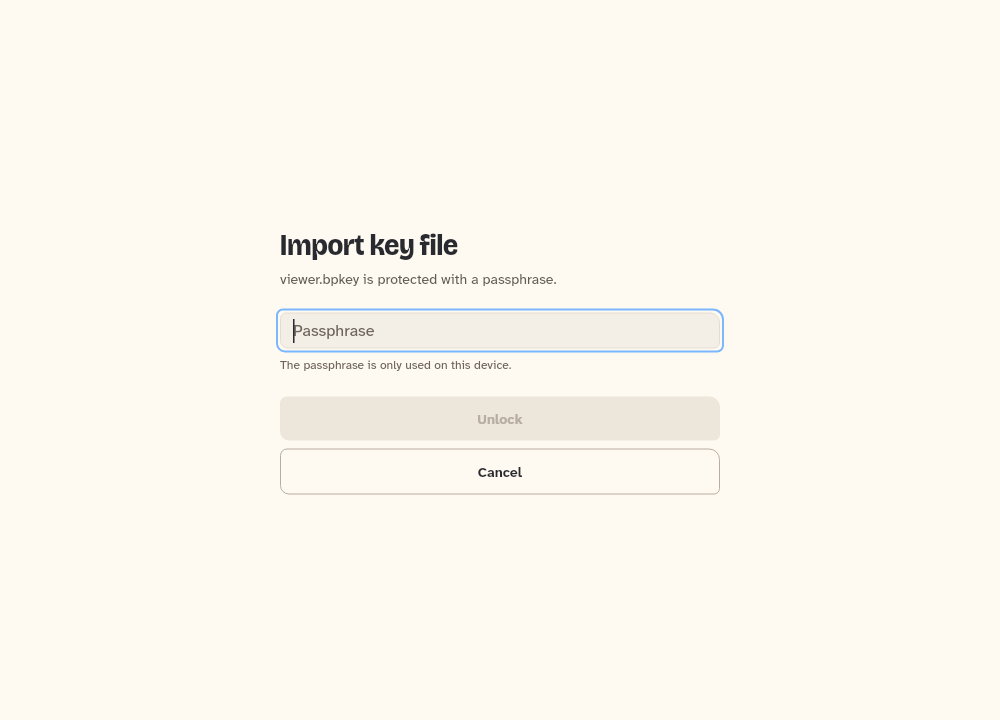 Import key file
viewer.bpkey is protected with a passphrase.
Passphrase
The passphrase is only used on this device.
Unlock
Cancel